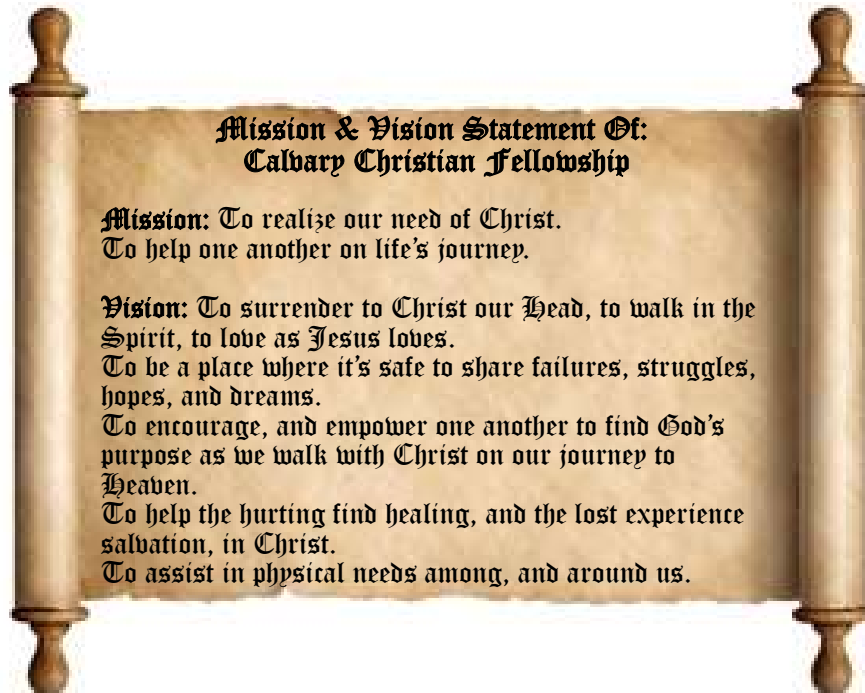 Mission & Vision Statement Of:
Calvary Christian Fellowship
Mission: To realize our need of Christ.
To help one another on life's journey.
Vision: To surrender to Christ our Head, to walk in the
Spirit, to love as Jesus loves.
To be a place where it's safe to share failures, struggles,
hopes, and dreams.
To encourage, and empower one another to find God's
purpose as we walk with Christ on our journey to
Heaven.
To help the hurting find healing, and the lost experience
salvation, in Christ.
To assist in physical needs among, and around us.